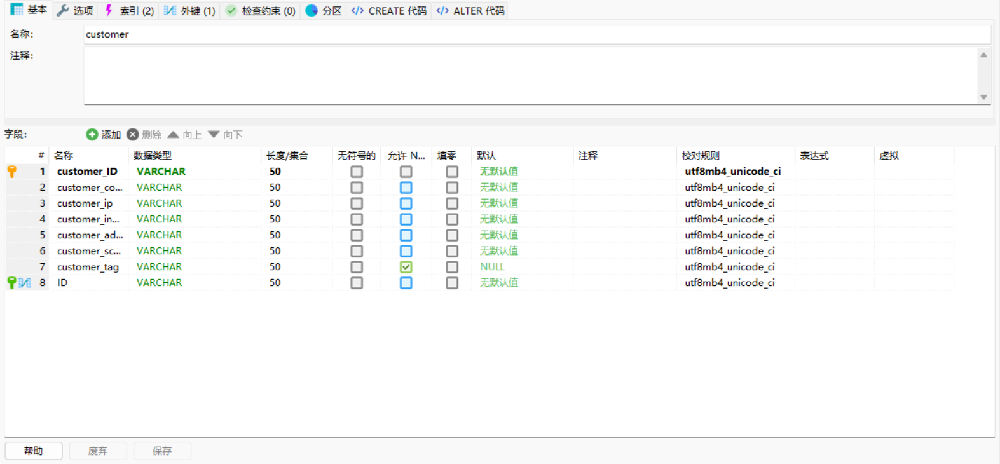 基本 选项 索引 (2) 外键 (1) 检查约束 (0) 分区 </> CREATE 代码 </> ALTER 代码
名称: customer
注释:
字段: 添加 删除 向上 向下
# 名称 数据类型 长度/集合 无符号的 允许 N... 填零 默认 注释 校对规则 表达式 虚拟
1 customer_ID VARCHAR 50 无默认值 utf8mb4_unicode_ci
2 customer_co... VARCHAR 50 无默认值 utf8mb4_unicode_ci
3 customer_ip VARCHAR 50 无默认值 utf8mb4_unicode_ci
4 customer_in... VARCHAR 50 无默认值 utf8mb4_unicode_ci
5 customer_ad... VARCHAR 50 无默认值 utf8mb4_unicode_ci
6 customer_sc... VARCHAR 50 无默认值 utf8mb4_unicode_ci
7 customer_tag VARCHAR 50 NULL utf8mb4_unicode_ci
8 ID VARCHAR 50 无默认值 utf8mb4_unicode_ci
帮助 废弃 保存